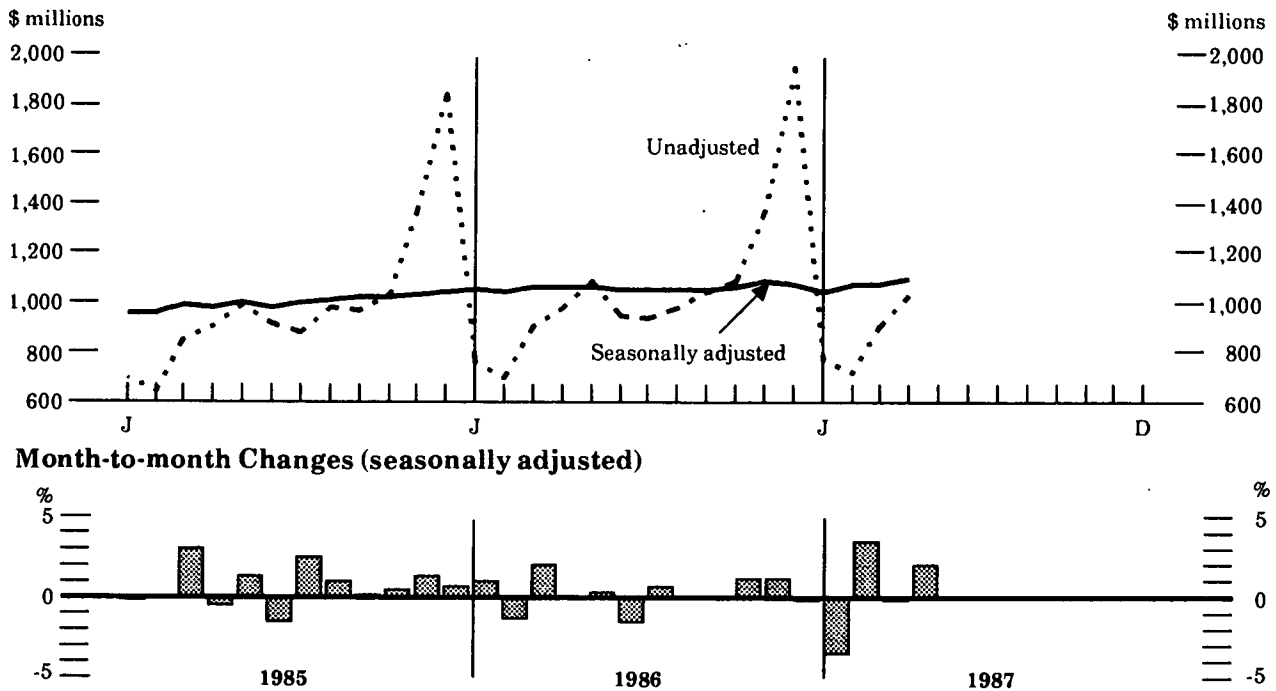 $ millions $ millions
2,000 2,000
1,800 1,800
1,600 Unadjusted 1,600
1,400 1,400
1,200 1,200
1,000 1,000
800 Seasonally adjusted 800
600 600
J J J D
Month-to-month Changes (seasonally adjusted)
% %
5 5
0 0
-5 1985 1986 1987 -5